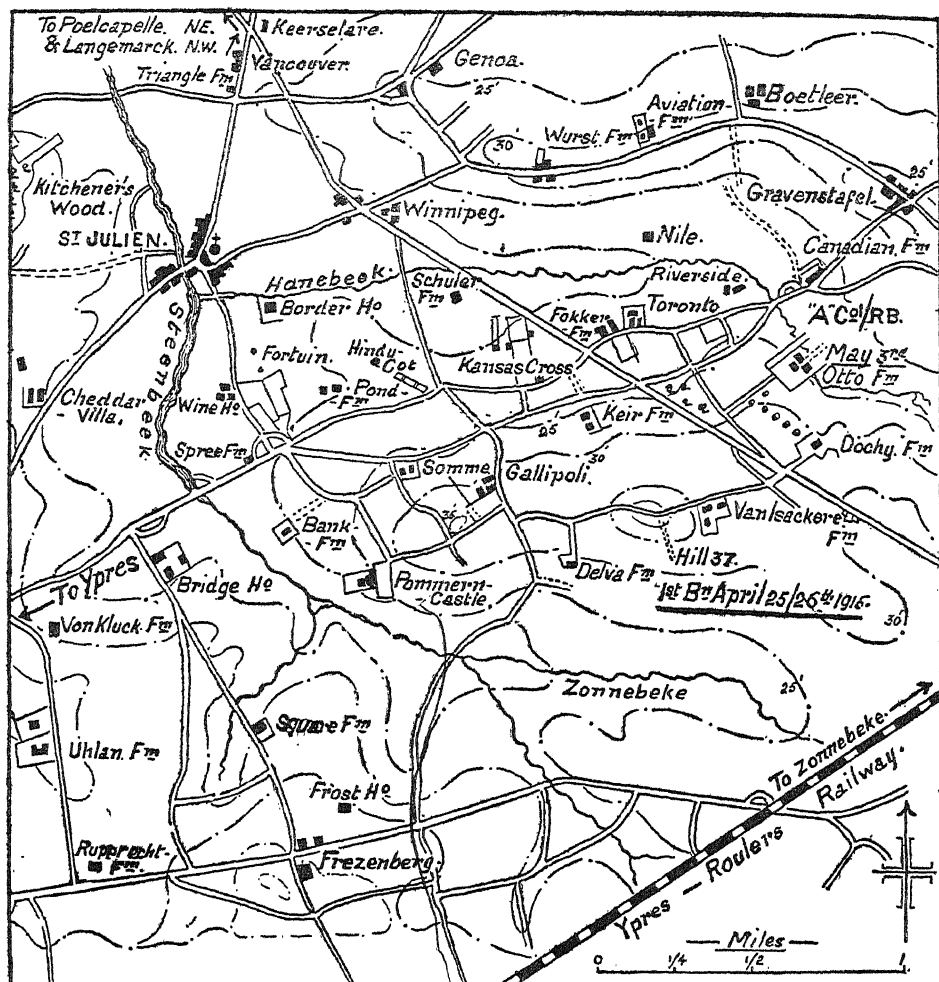 To Poelcapelle. N.E.
& Langemarck. N.W.
Keerselare.
Vancouver.
Triangle Fm
Genoa.
25'
Aviation
Fm
Boetleer.
30
Wurst Fm
Kitchener's
Wood.
25'
Gravenstafel.
Winnipeg.
ST JULIEN.
Nile.
Canadian. Fm
Hanebeek.
Schuler
Fm
Riverside.
Border Ho
Toronto
"A" Col/RB.
Steenbeek
Fokker
Fm
Fortuin.
Hindu
Cot
Kansas Cross
May 3rd
Otto Fm
Cheddar
Villa.
Wine Ho
Pond
Fm
25'
Keir Fm
Spree Fm
Somme
Gallipoli.
30
Dochy. Fm
35
Bank
Fm
Van Isackere
Fm
Hill 37.
To Ypres
Bridge Ho
Pommern
Castle
Delva Fm
1st Bn April 25/26th 1915.
Von Kluck. Fm
30
Zonnebeke
25'
Square Fm
Uhlan. Fm
To Zonnebeke.
Railway.
Frost Ho
Rupprecht
Fm
Frezenberg.
Ypres — Roulers
Miles
0 1/4 1/2 1